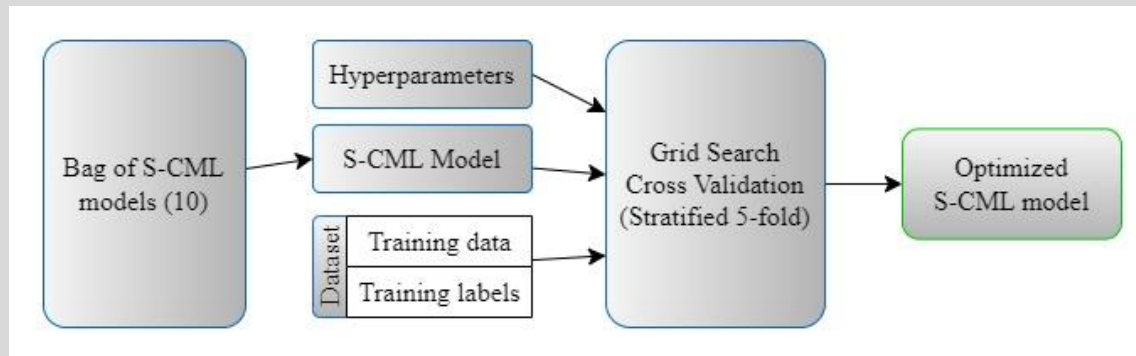 Bag of S-CML
models (10)
Hyperparameters
S-CML Model
Dataset
Training data
Training labels
Grid Search
Cross Validation
(Stratified 5-fold)
Optimized
S-CML model